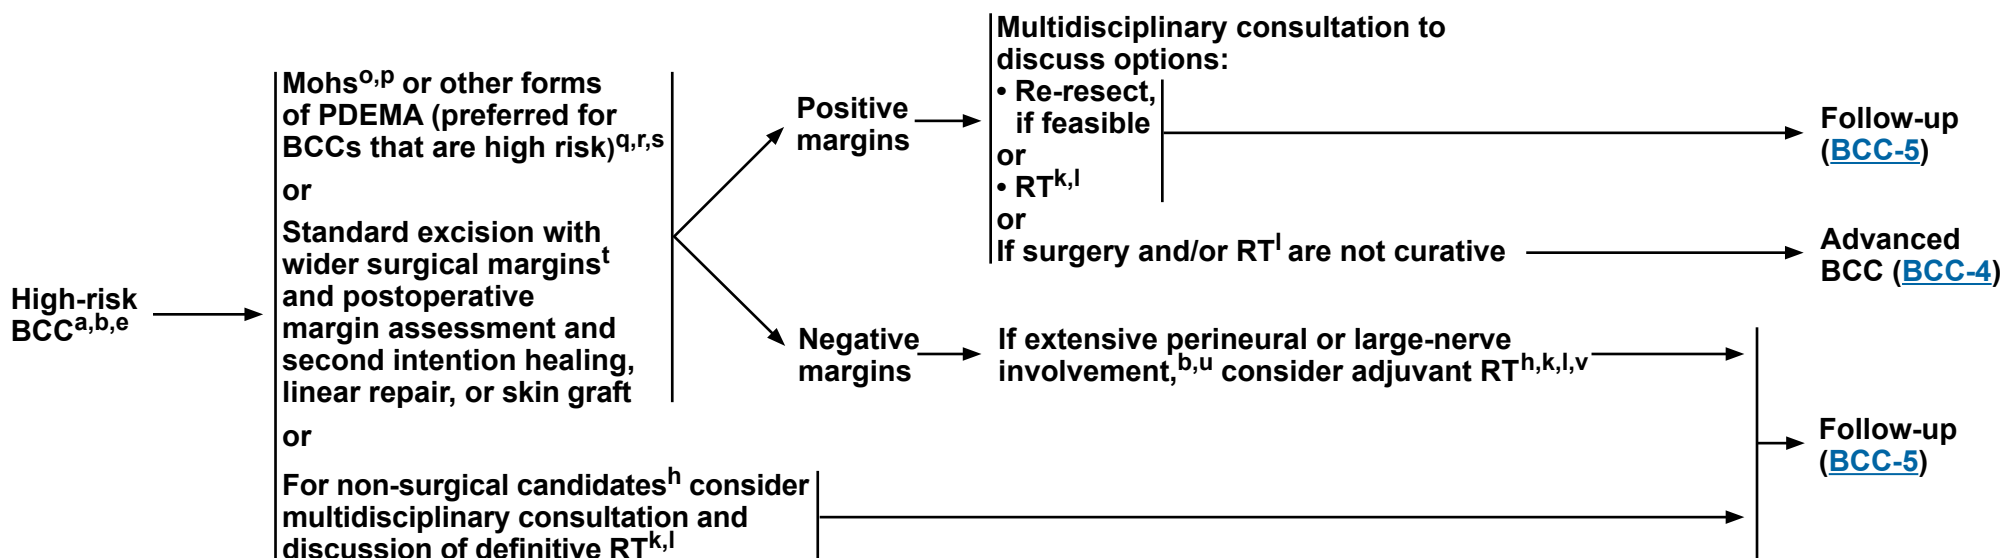 High-risk
BCCa,b,e
Mohso,p or other forms
of PDEMA (preferred for
BCCs that are high risk)q,r,s
or
Standard excision with
wider surgical marginst
and postoperative
margin assessment and
second intention healing,
linear repair, or skin graft
or
For non-surgical candidatesh consider
multidisciplinary consultation and
discussion of definitive RTk,l
Positive
margins
Multidisciplinary consultation to
discuss options:
• Re-resect,
if feasible
or
• RTk,l
or
If surgery and/or RTl are not curative
Follow-up
(BCC-5)
Advanced
BCC (BCC-4)
Negative
margins
If extensive perineural or large-nerve
involvement,b,u consider adjuvant RTh,k,l,v
Follow-up
(BCC-5)